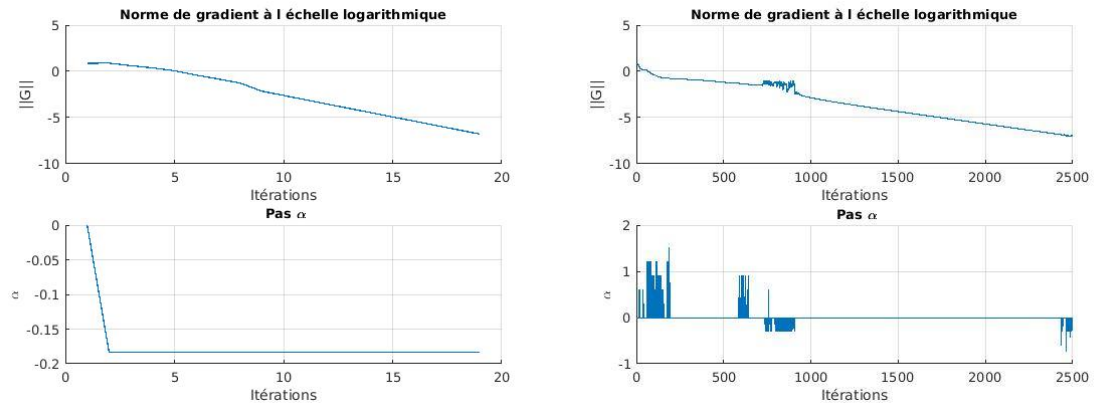 Norme de gradient à l échelle logarithmique
5
0
-5
-10
||G||
0 5 10 15 20
Itérations
Pas α
0
-0.05
-0.1
-0.15
-0.2
α
0 5 10 15 20
Itérations
Norme de gradient à l échelle logarithmique
5
0
-5
-10
||G||
0 500 1000 1500 2000 2500
Itérations
Pas α
2
1
0
-1
α
0 500 1000 1500 2000 2500
Itérations